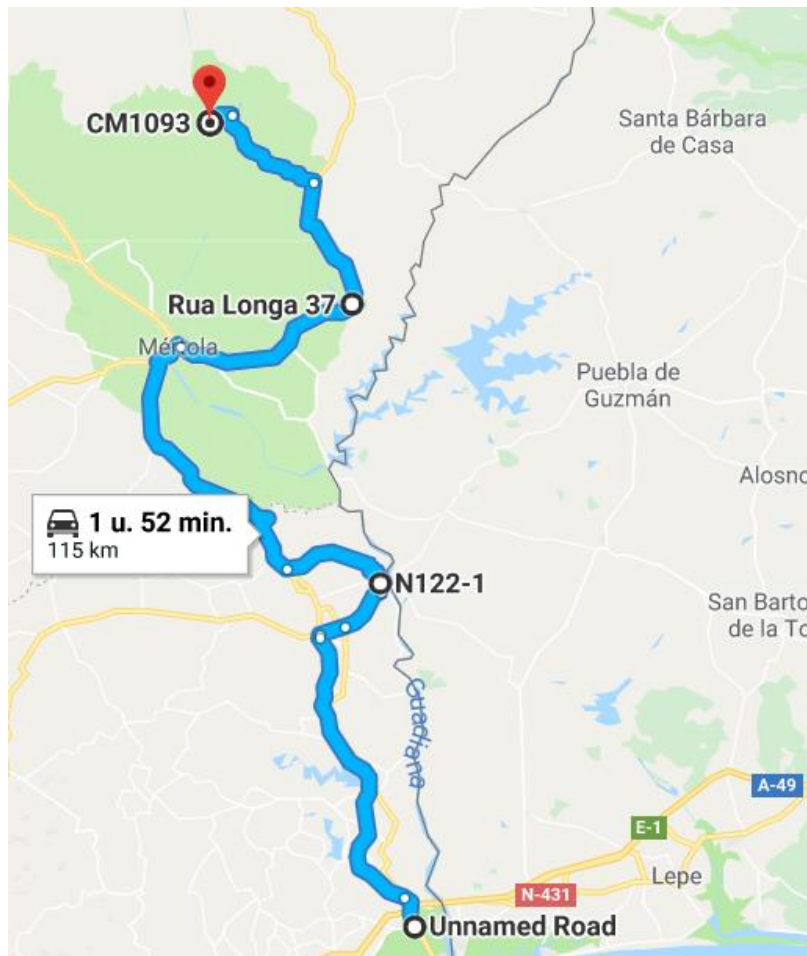 CM1093
Santa Bárbara
de Casa
Rua Longa 37
Mértola
Puebla de
Guzmán
Alosno
1 u. 52 min.
115 km
N122-1
San Barto
de la To
Guadiana
A-49
E-1
Lepe
N-431
Unnamed Road